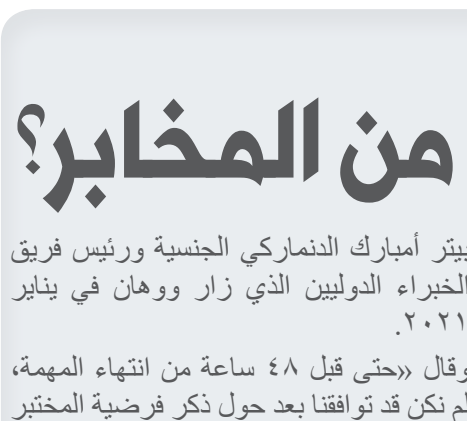 من المخابر؟
بيتر أمبارك الدنماركي الجنسية ورئيس فريق
الخبراء الدوليين الذي زار ووهان في يناير
٢٠٢١.
وقال «حتى قبل ٤٨ ساعة من انتهاء المهمة،
لم نكن قد توافقنا بعد حول ذكر فرضية المختبر